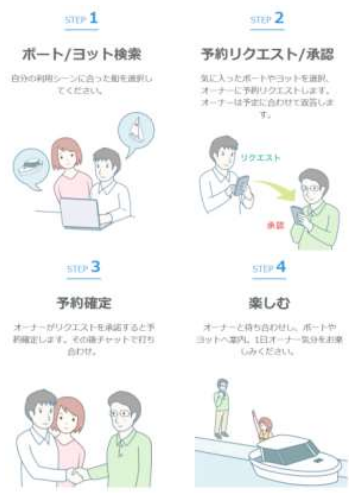 STEP 1
ボート/ヨット検索
自分の利用シーンに合った船を選択し
てください。
STEP 2
予約リクエスト/承認
気に入ったボートやヨットを選択、
オーナーに予約リクエストします。
オーナーは予定に合わせて返答しま
す。
リクエスト
承認
STEP 3
予約確定
オーナーがリクエストを承認すると予
約確定します。その後チャットで打ち
合わせ。
STEP 4
楽しむ
オーナーと待ち合わせし、ボートや
ヨットへ案内。1日オーナー気分をお楽
しみください。